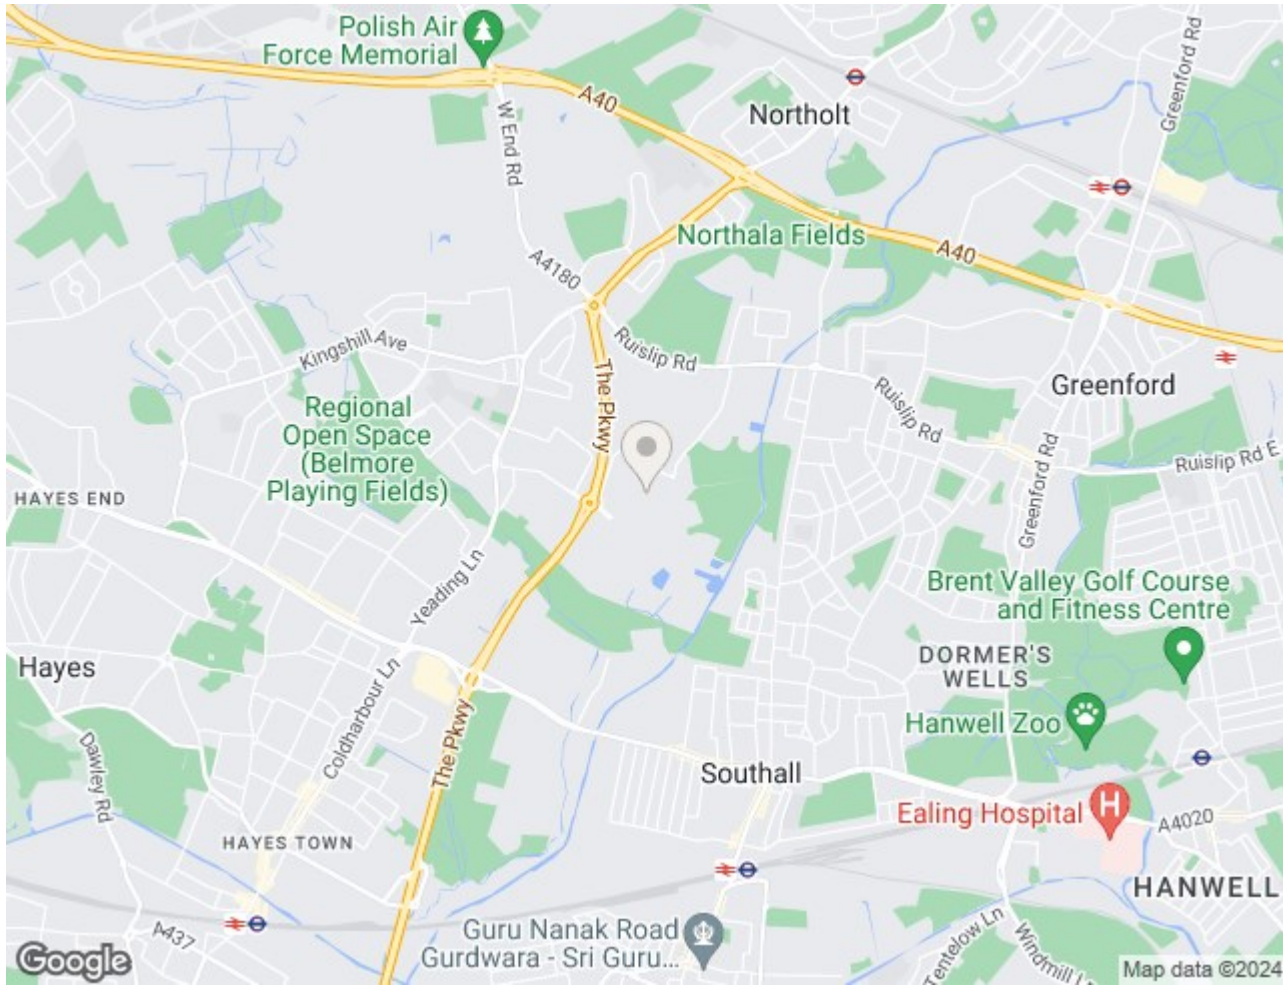 Polish Air
Force Memorial
A40
Northolt
Greenford Rd
W End Rd
A4180
Northala Fields
A40
Kingshill Ave
Ruislip Rd
The Pkwy
Greenford
Ruislip Rd
Regional
Open Space
(Belmore
Playing Fields)
Greenford Rd
Ruislip Rd E
HAYES END
Yeading Ln
Brent Valley Golf Course
and Fitness Centre
Hayes
Coldharbour Ln
DORMER'S
WELLS
Hanwell Zoo
The Pkwy
Dawley Rd
Southall
Ealing Hospital
H
A4020
HAYES TOWN
HANWELL
A437
Guru Nanak Road
Gurdwara - Sri Guru...
Tentelow Ln
Windmill L
Google
Map data ©2024